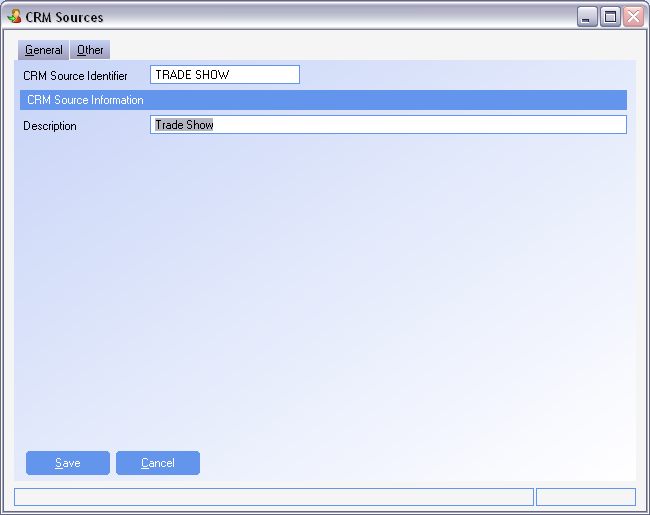 CRM Sources
General Other
CRM Source Identifier TRADE SHOW
CRM Source Information
Description Trade Show
Save Cancel